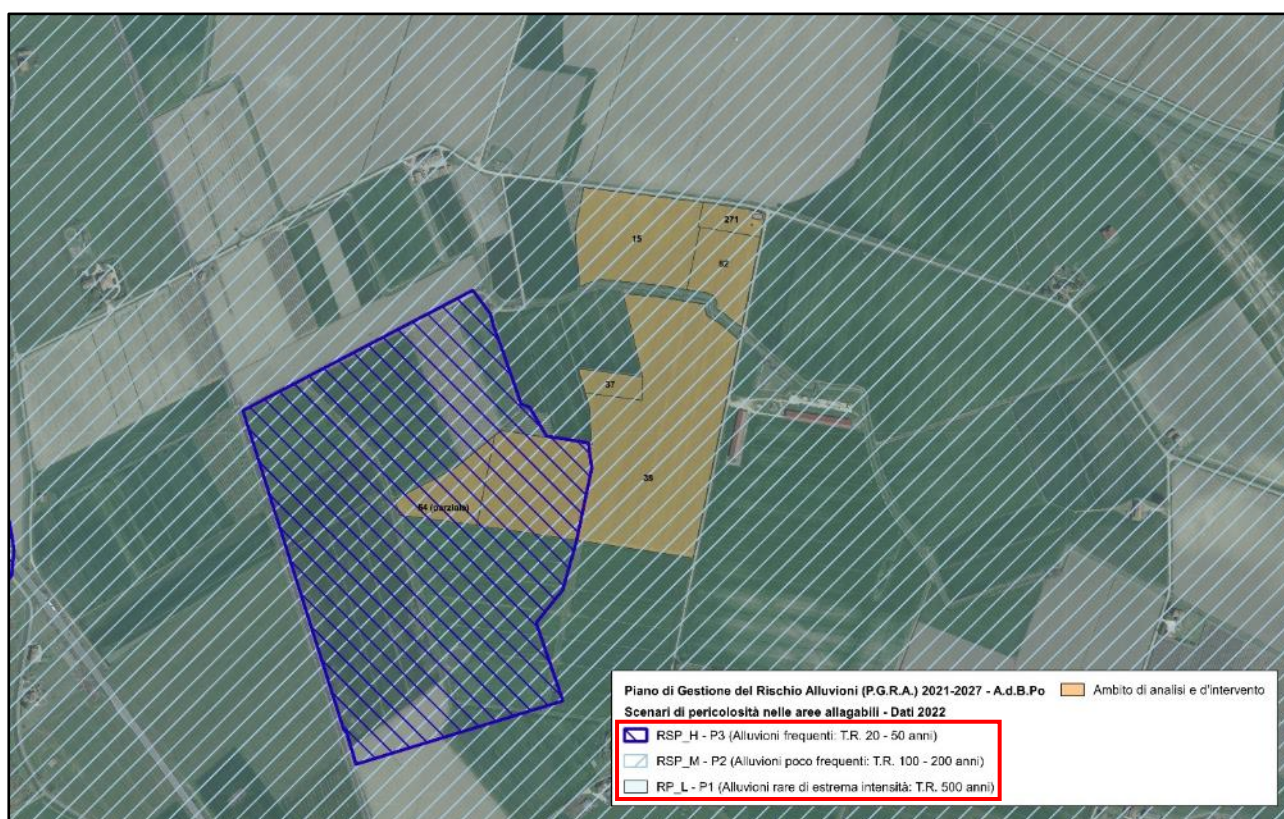 271
15
82
37
38
64 (parziale)
Piano di Gestione del Rischio Alluvioni (P.G.R.A.) 2021-2027 - A.d.B.Po
Ambito di analisi e d'intervento
Scenari di pericolosità nelle aree allagabili - Dati 2022
RSP_H - P3 (Alluvioni frequenti: T.R. 20 - 50 anni)
RSP_M - P2 (Alluvioni poco frequenti: T.R. 100 - 200 anni)
RP_L - P1 (Alluvioni rare di estrema intensità: T.R. 500 anni)